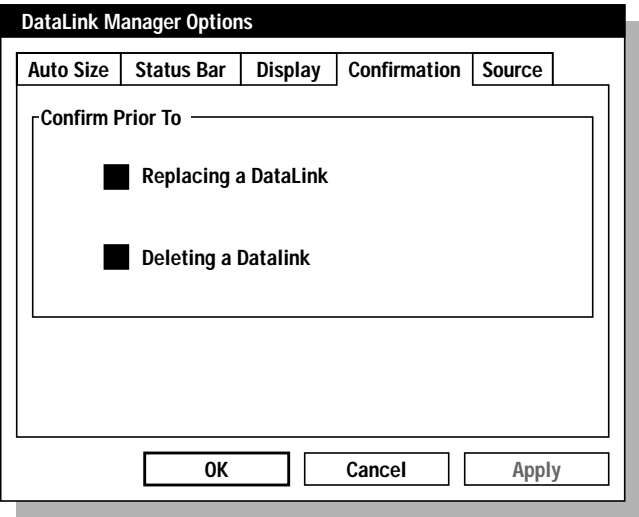 DataLink Manager Options
Auto Size Status Bar Display Confirmation Source
Confirm Prior To
Replacing a DataLink
Deleting a Datalink
OK Cancel Apply